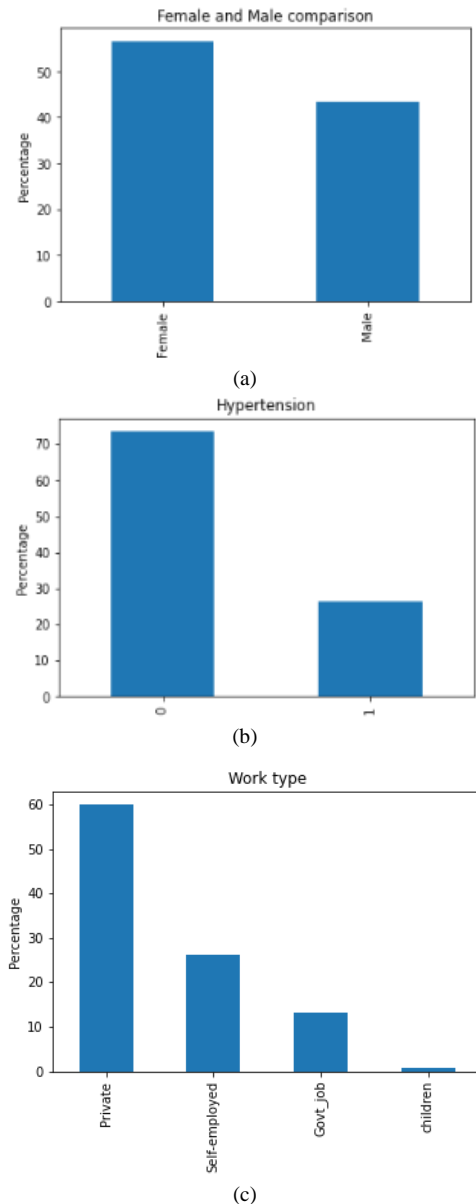 Female and Male comparison
Percentage
50
40
30
20
10
0
Female
Male
(a)
Hypertension
Percentage
70
60
50
40
30
20
10
0
0
1
(b)
Work type
Percentage
60
50
40
30
20
10
0
Private
Self-employed
Govt_job
children
(c)